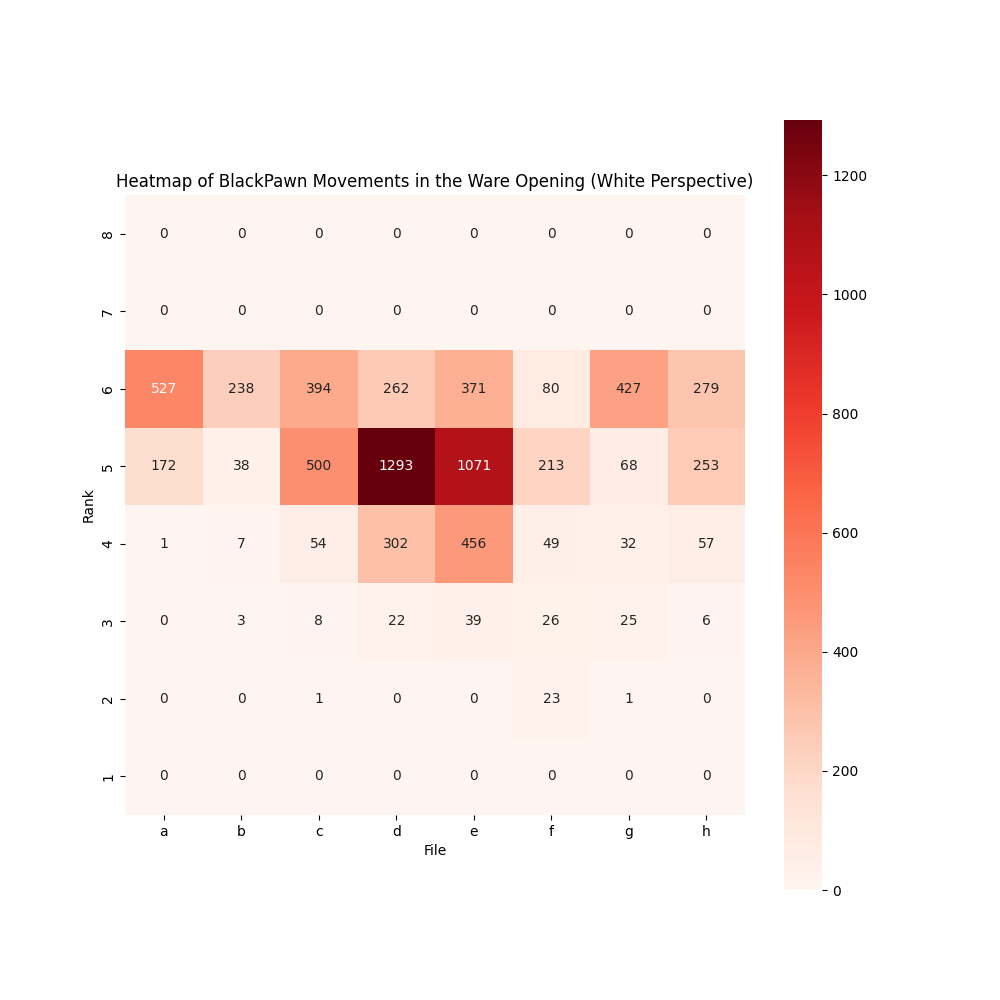 Heatmap of BlackPawn Movements in the Ware Opening (White Perspective)
8 0 0 0 0 0 0 0 0
7 0 0 0 0 0 0 0 0
6 527 238 394 262 371 80 427 279
5 172 38 500 1293 1071 213 68 253
4 1 7 54 302 456 49 32 57
3 0 3 8 22 39 26 25 6
2 0 0 1 0 0 23 1 0
1 0 0 0 0 0 0 0 0
Rank
a b c d e f g h
File
1200
1000
800
600
400
200
0